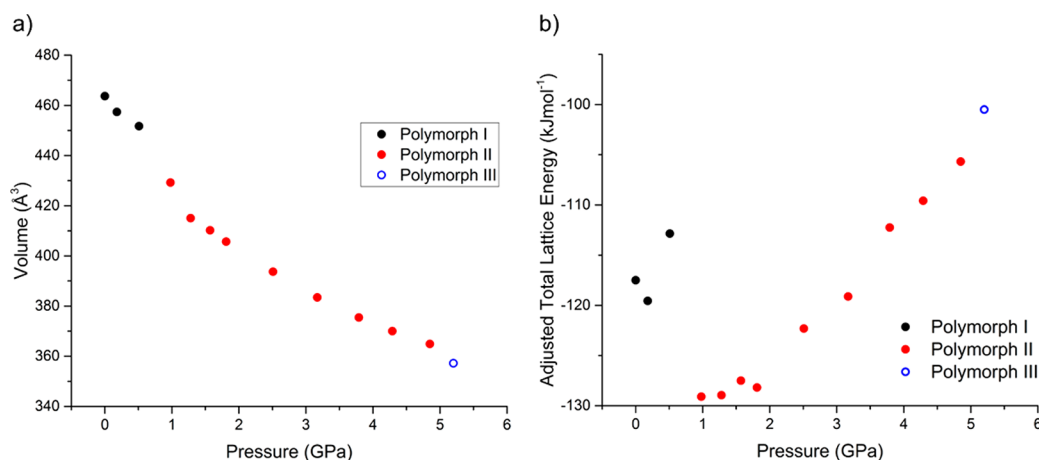 a)
480
460
440
420
400
380
360
340
Volume (Å³)
0 1 2 3 4 5 6
Pressure (GPa)
Polymorph I
Polymorph II
Polymorph III
b)
-100
-110
-120
-130
Adjusted Total Lattice Energy (kJmol⁻¹)
0 1 2 3 4 5 6
Pressure (GPa)
Polymorph I
Polymorph II
Polymorph III